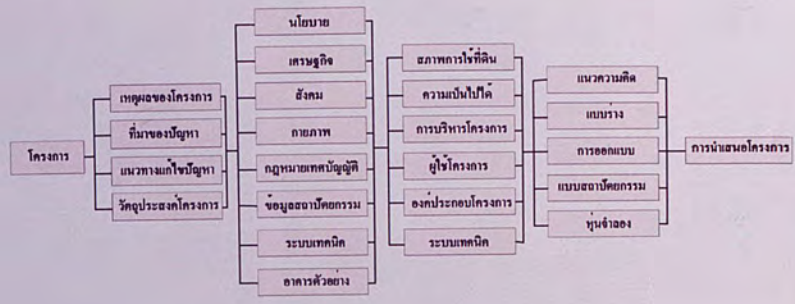 โครงการ
เหตุผลของโครงการ
ที่มาของปัญหา
แนวทางแก้ไขปัญหา
วัตถุประสงค์โครงการ
นโยบาย
เศรษฐกิจ
สังคม
กายภาพ
กฎหมายเทศบัญญัติ
ข้อมูลสถาปัตยกรรม
ระบบเทคนิค
อาคารตัวอย่าง
สภาพการใช้ที่ดิน
ความเป็นไปได้
การบริหารโครงการ
ผู้ใช้โครงการ
องค์ประกอบโครงการ
ระบบเทคนิค
แนวความคิด
แบบร่าง
การออกแบบ
แบบสถาปัตยกรรม
หุ่นจำลอง
การนำเสนอโครงการ